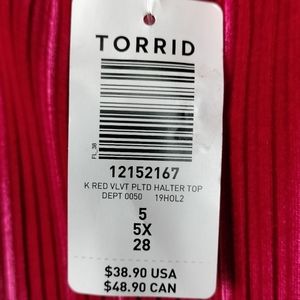 TORRID
FL_38
12152167
K RED VLVT PLTD HALTER TOP
DEPT 0050 19HOL2
5
5X
28
$38.90 USA
$48.90 CAN